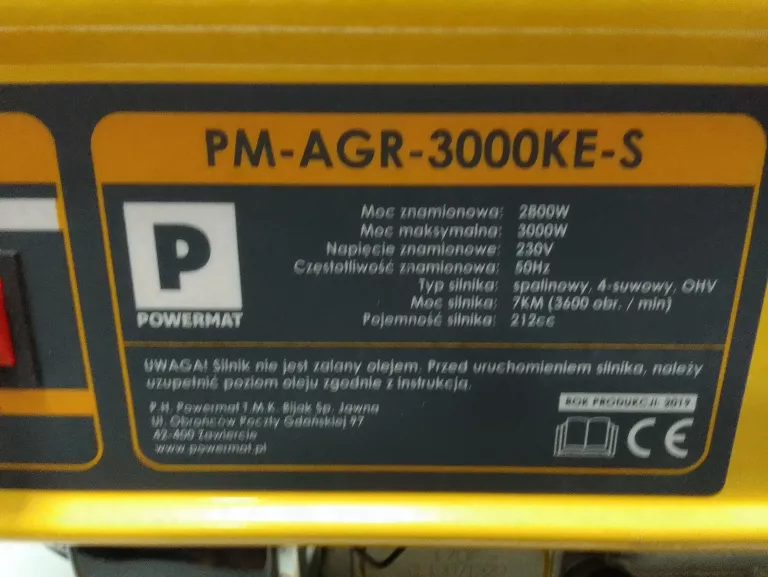 PM-AGR-3000KE-S
P
POWERMAT
Moc znamionowa: 2800W
Moc maksymalna: 3000W
Napięcie znamionowe: 230V
Częstotliwość znamionowa: 50Hz
Typ silnika: spalinowy, 4-suwowy, OHV
Moc silnika: 7KM (3600 obr. / min)
Pojemność silnika: 212cc
UWAGA! Silnik nie jest zalany olejem. Przed uruchomieniem silnika, należy
uzupełnić poziom oleju zgodnie z instrukcją.
P.H. Powermat T.M.K. Bijak Sp. Jawna
Ul. Obrońców Poczty Gdańskiej 97
42-400 Zawiercie
www.powermat.pl
ROK PRODUKCJI: 2019
CE